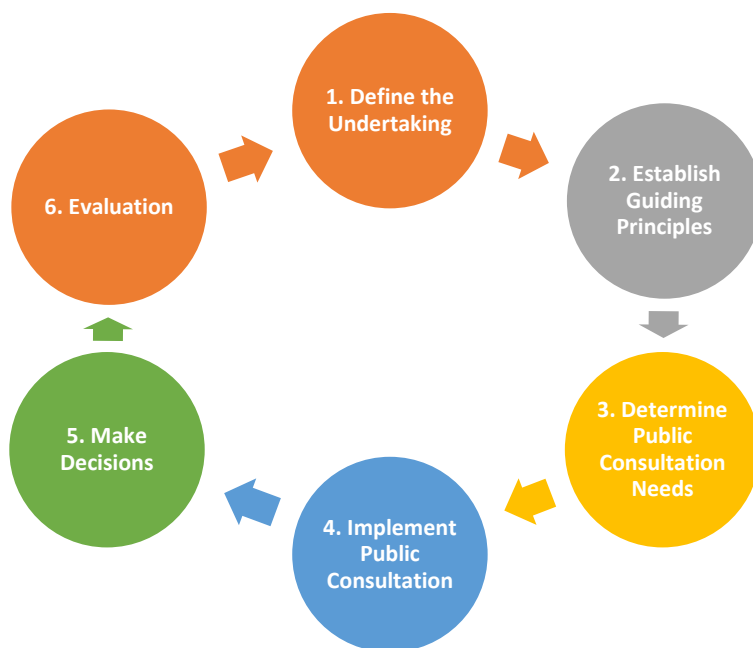 1. Define the
Undertaking
2. Establish
Guiding
Principles
3. Determine
Public
Consultation
Needs
4. Implement
Public
Consultation
5. Make
Decisions
6. Evaluation